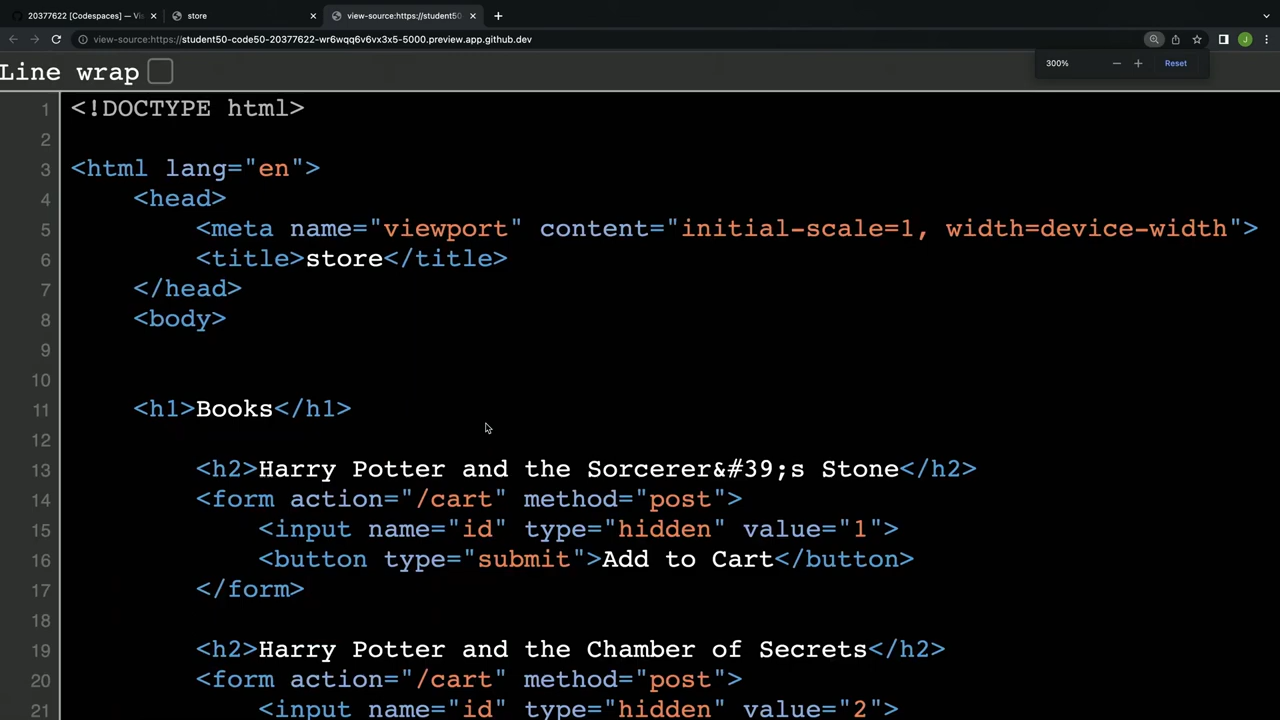 20377622 [Codespaces] — Vis
store
view-source:https://student50
view-source:https://student50-code50-20377622-wr6wqq6v6vx3x5-5000.preview.app.github.dev
J
300%
Reset
Line wrap
1 <!DOCTYPE html>
2
3 <html lang="en">
4 <head>
5 <meta name="viewport" content="initial-scale=1, width=device-width">
6 <title>store</title>
7 </head>
8 <body>
9
10
11 <h1>Books</h1>
12
13 <h2>Harry Potter and the Sorcerer&#39;s Stone</h2>
14 <form action="/cart" method="post">
15 <input name="id" type="hidden" value="1">
16 <button type="submit">Add to Cart</button>
17 </form>
18
19 <h2>Harry Potter and the Chamber of Secrets</h2>
20 <form action="/cart" method="post">
21 <input name="id" type="hidden" value="2">